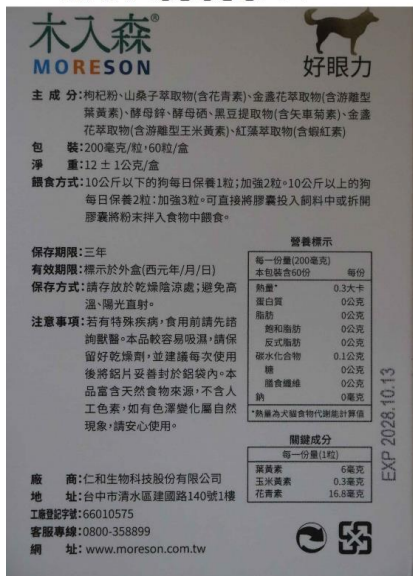 木入森®
MORESON
好眼力
主成分:枸杞粉、山桑子萃取物(含花青素)、金盞花萃取物(含游離型
葉黃素)、酵母鋅、酵母硒、黑豆提取物(含矢車菊素)、金盞
花萃取物(含游離型玉米黃素)、紅藻萃取物(含蝦紅素)
包裝:200毫克/粒,60粒/盒
淨重:12 ± 1公克/盒
餵食方式:10公斤以下的狗每日保養1粒;加強2粒。10公斤以上的狗
每日保養2粒;加強3粒。可直接將膠囊投入飼料中或拆開
膠囊將粉末拌入食物中餵食。
保存期限:三年
有效期限:標示於外盒(西元年/月/日)
保存方式:請存放於乾燥陰涼處;避免高
溫、陽光直射。
注意事項:若有特殊疾病,食用前請先諮
詢獸醫。本品較容易吸濕,請保
留好乾燥劑,並建議每次使用
後將鋁片妥善封於鋁袋內。本
品富含天然食物來源,不含人
工色素,如有色澤變化屬自然
現象,請安心使用。
營養標示
每一份量(200毫克)
本包裝含60份 每份
熱量* 0.3大卡
蛋白質 0公克
脂肪 0公克
飽和脂肪 0公克
反式脂肪 0公克
碳水化合物 0.1公克
糖 0公克
膳食纖維 0公克
鈉 0毫克
*熱量為犬貓食物代謝能計算值
關鍵成分
每一份量(1粒)
葉黃素 6毫克
玉米黃素 0.3毫克
花青素 16.8毫克
EXP 2028.10.13
廠商:仁和生物科技股份有限公司
地址:台中市清水區建國路140號1樓
工廠登記字號:66010575
客服專線:0800-358899
網址: www.moreson.com.tw